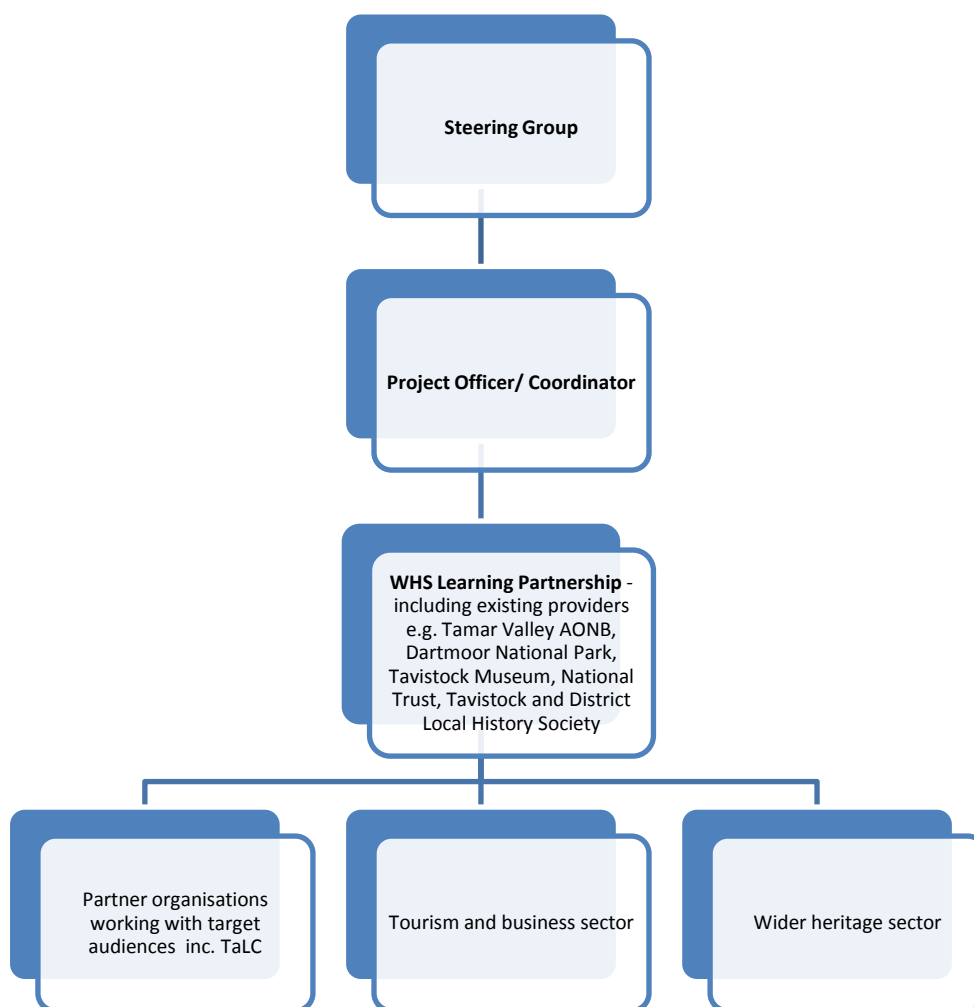 Steering Group
Project Officer/ Coordinator
WHS Learning Partnership -
including existing providers
e.g. Tamar Valley AONB,
Dartmoor National Park,
Tavistock Museum, National
Trust, Tavistock and District
Local History Society
Partner organisations
working with target
audiences  inc. TaLC
Tourism and business sector
Wider heritage sector